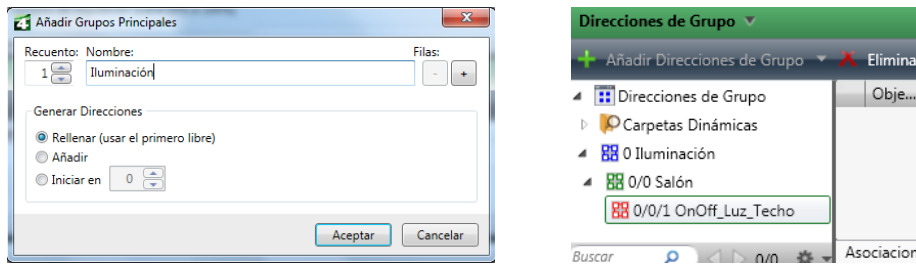 Añadir Grupos Principales
Recuento: Nombre: Filas:
1 Iluminación - +
Generar Direcciones
Rellenar (usar el primero libre)
Añadir
Iniciar en 0
Aceptar Cancelar
Direcciones de Grupo
Añadir Direcciones de Grupo Elimina
Direcciones de Grupo Obje...
Carpetas Dinámicas
0 Iluminación
0/0 Salón
0/0/1 OnOff_Luz_Techo
Buscar 0/0 Asociacion